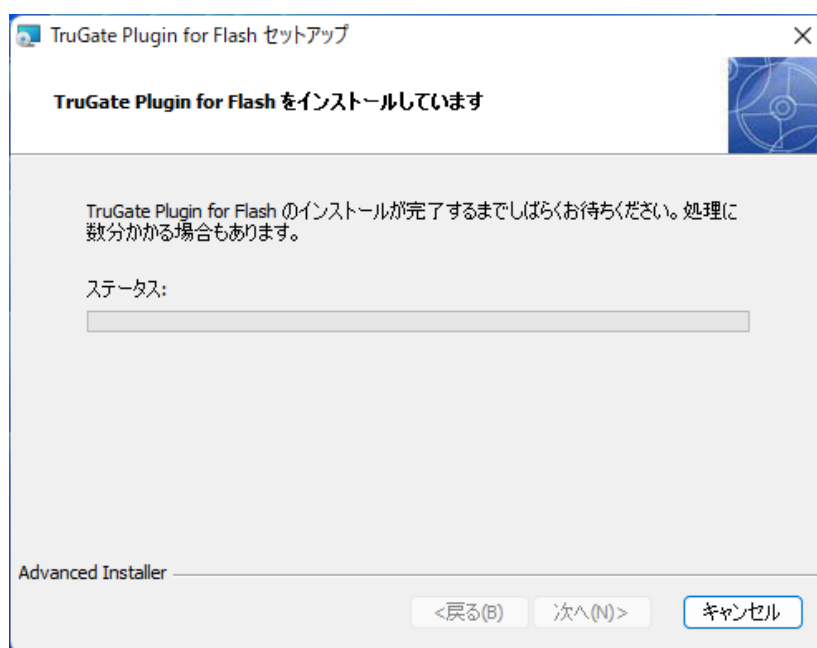 TruGate Plugin for Flash セットアップ
TruGate Plugin for Flash をインストールしています
TruGate Plugin for Flash のインストールが完了するまでしばらくお待ちください。処理に
数分かかる場合もあります。
ステータス:
Advanced Installer
<戻る(B)
次へ(N)>
キャンセル